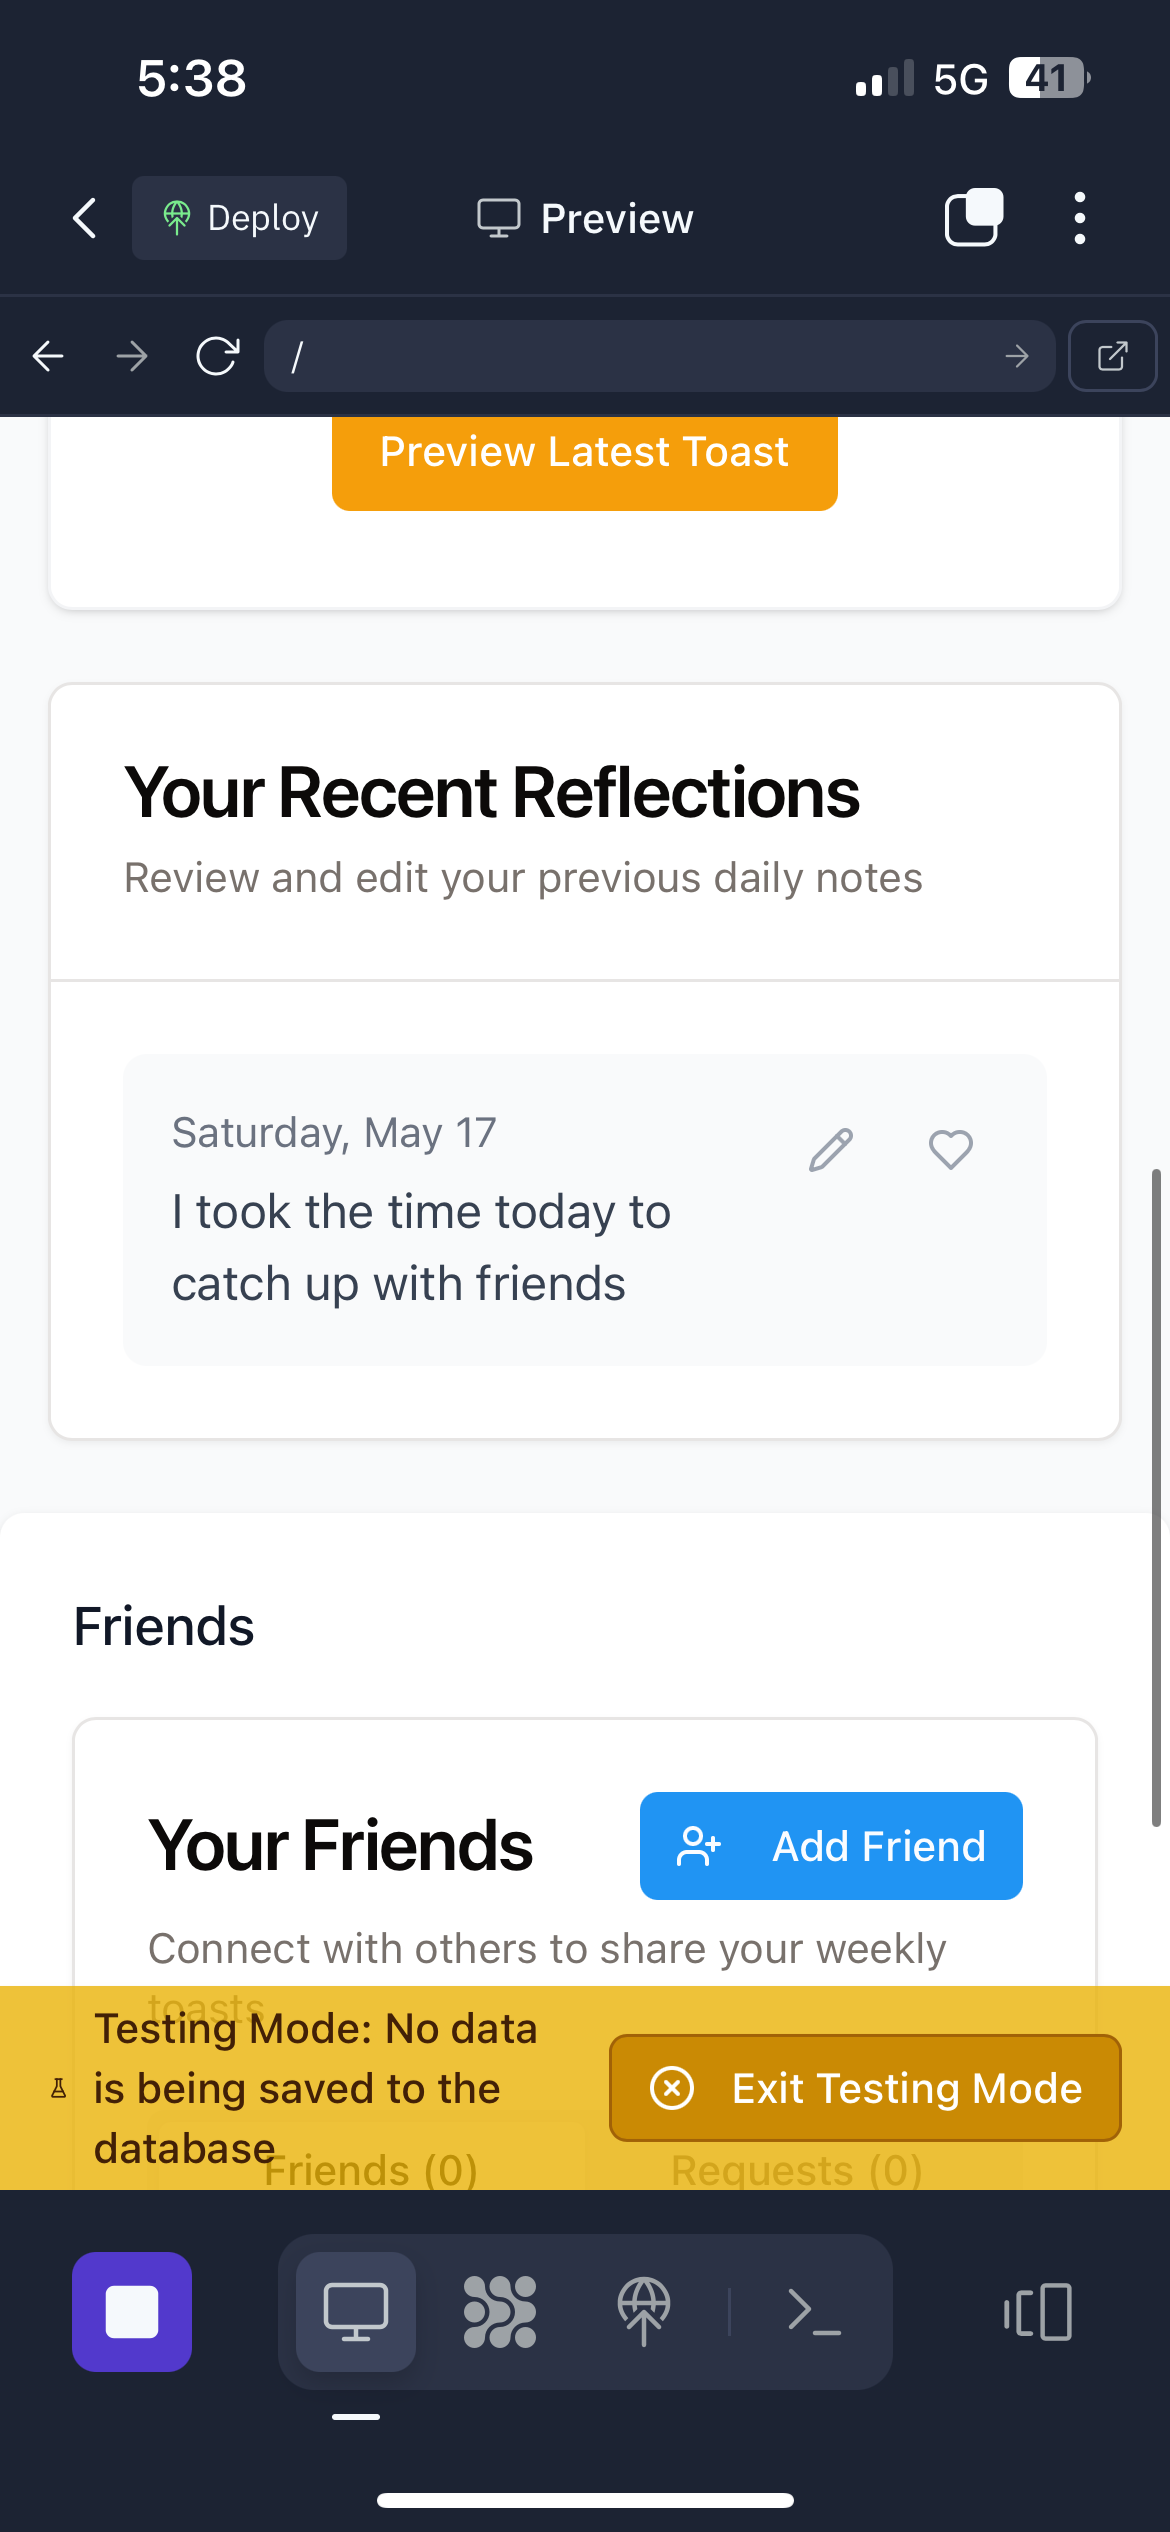 5:38
5G
41
Deploy
Preview
/
Preview Latest Toast
Your Recent Reflections
Review and edit your previous daily notes
Saturday, May 17
I took the time today to
catch up with friends
Friends
Your Friends
Add Friend
Connect with others to share your weekly
toasts
Testing Mode: No data
is being saved to the
database
Exit Testing Mode
Friends (0)
Requests (0)